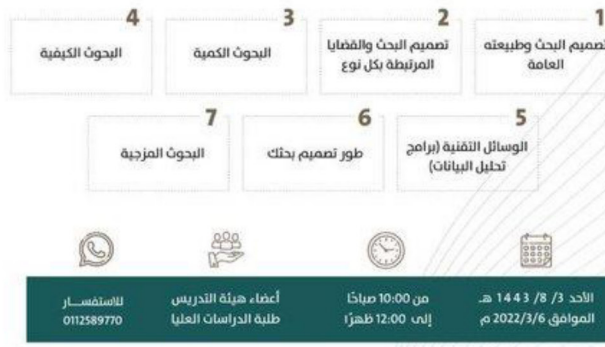 1
تصميم البحث وطبيعته
العامة
2
تصميم البحث والقضايا
المرتبطة بكل نوع
3
البحوث الكمية
4
البحوث الكيفية
5
الوسائل التقنية (برامج
تحليل البيانات)
6
طور تصميم بحثك
7
البحوث المزجية
الأحد 3/ 8/ 1443 هـ
الموافق 2022/3/6 م
من 10:00 صباحًا
إلى 12:00 ظهرًا
أعضاء هيئة التدريس
طلبة الدراسات العليا
للاستفســار
0112589770